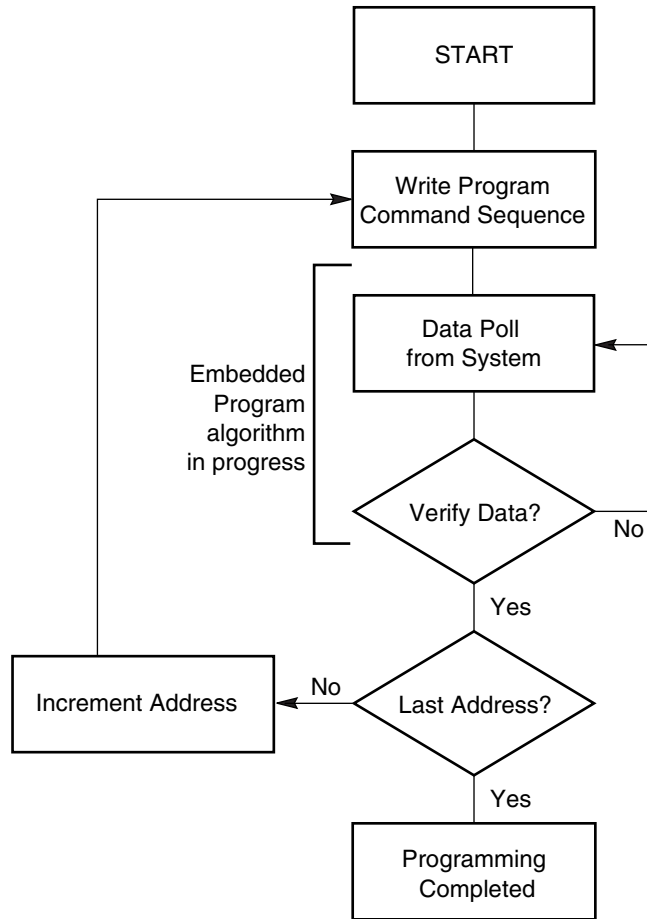 START
Write Program
Command Sequence
Data Poll
from System
Embedded
Program
algorithm
in progress
Verify Data?
No
Yes
No
Increment Address
Last Address?
Yes
Programming
Completed